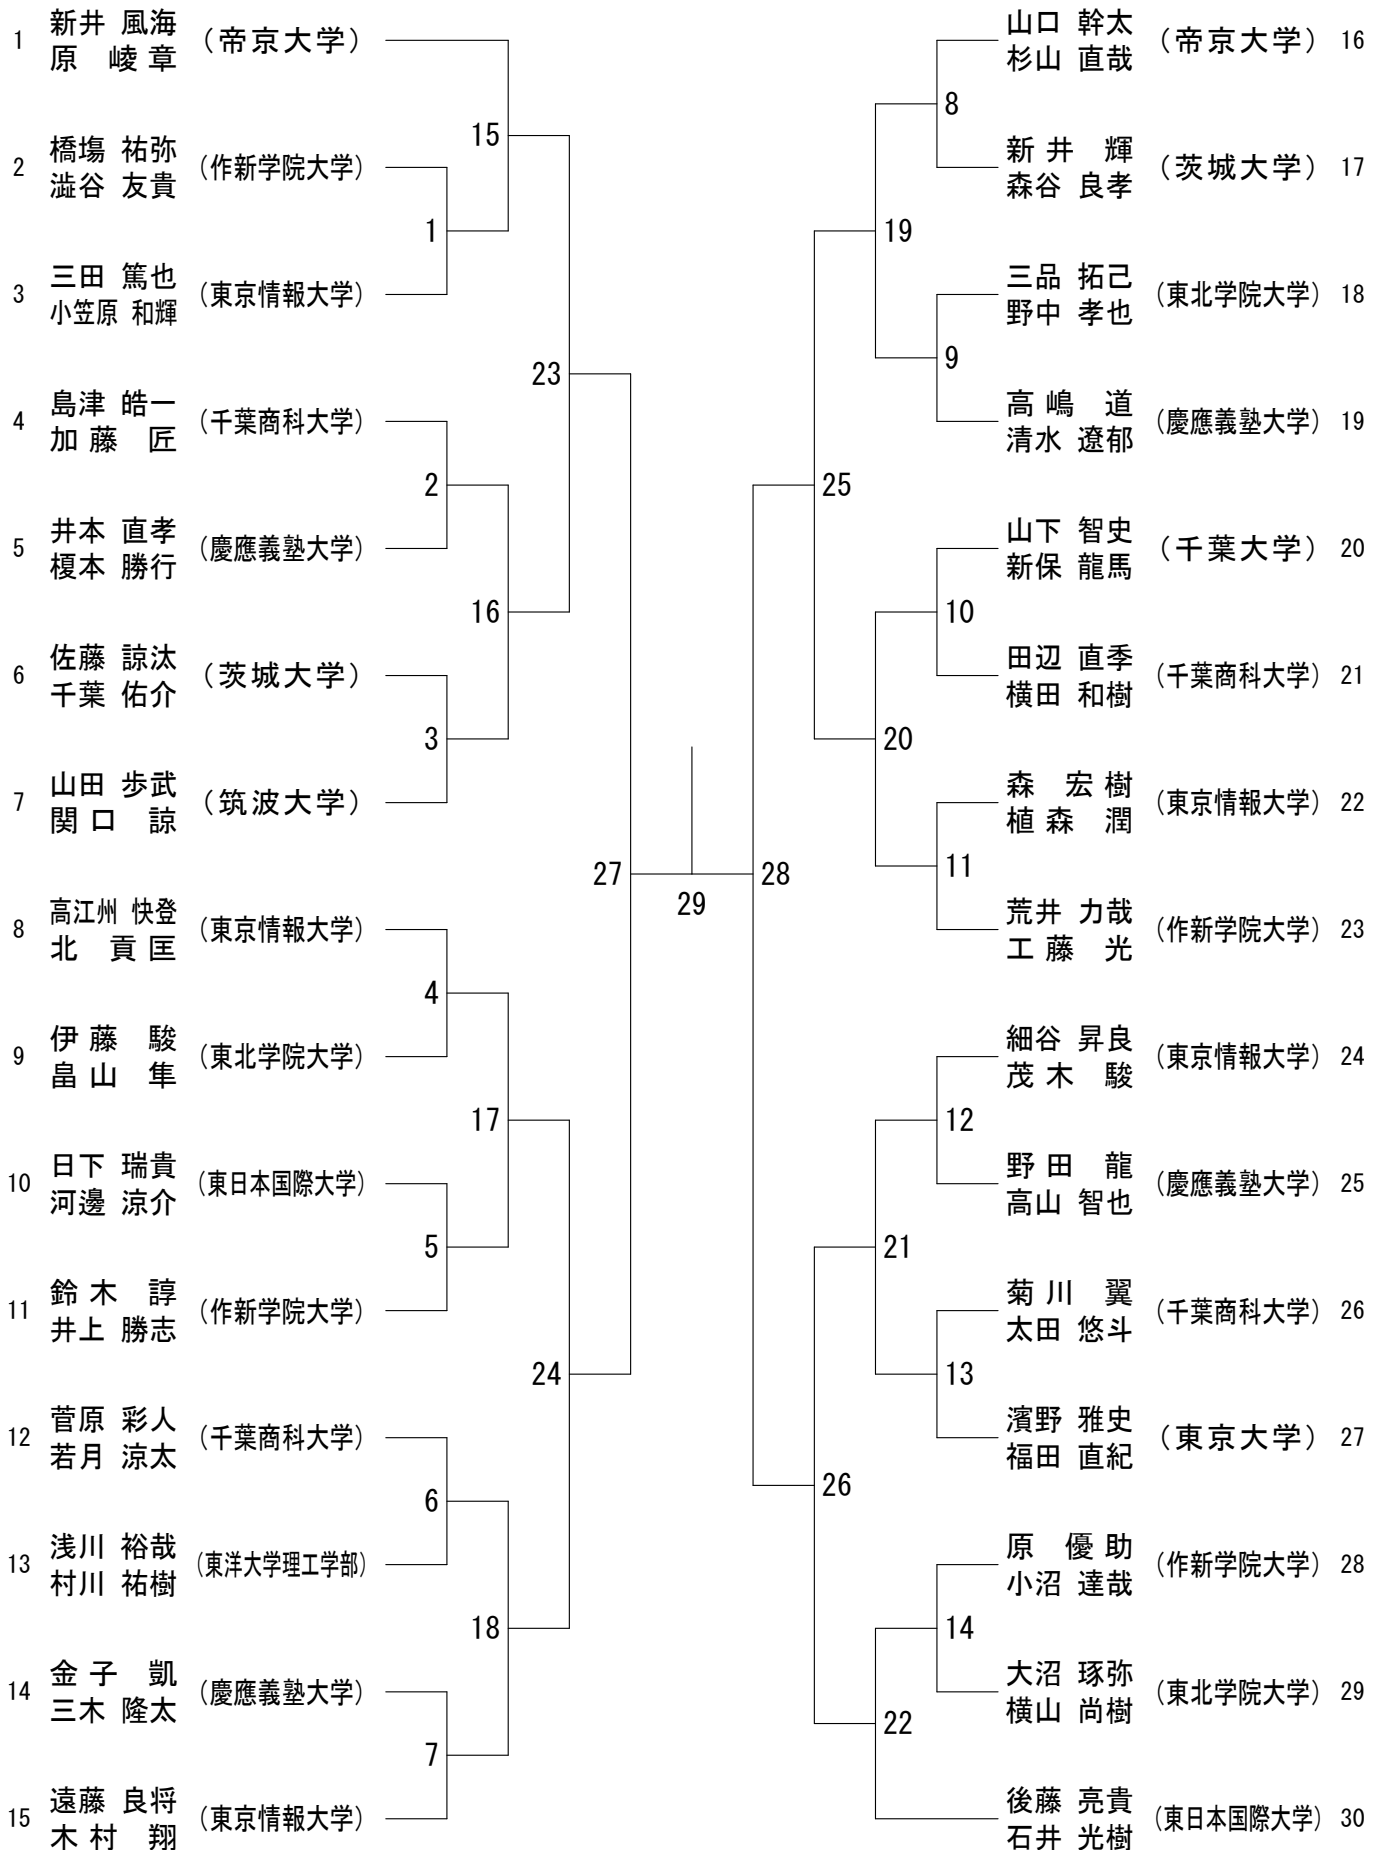 1 新井 風海 (帝京大学)
原 崚章
2 橋場 祐弥 (作新学院大学)
澁谷 友貴
3 三田 篤也 (東京情報大学)
小笠原 和輝
4 島津 皓一 (千葉商科大学)
加藤 匠
5 井本 直孝 (慶應義塾大学)
榎本 勝行
6 佐藤 諒汰 (茨城大学)
千葉 佑介
7 山田 歩武 (筑波大学)
関口 諒
8 高江州 快登 (東京情報大学)
北 貢匡
9 伊藤 駿 (東北学院大学)
畠山 隼
10 日下 瑞貴 (東日本国際大学)
河邊 涼介
11 鈴木 諄 (作新学院大学)
井上 勝志
12 菅原 彩人 (千葉商科大学)
若月 涼太
13 浅川 裕哉 (東洋大学理工学部)
村川 祐樹
14 金子 凱 (慶應義塾大学)
三木 隆太
15 遠藤 良将 (東京情報大学)
木村 翔
1
2
3
4
5
6
7
15
16
17
18
23
24
27
29
28
25
26
19
20
21
22
8
9
10
11
12
13
14
山口 幹太 (帝京大学) 16
杉山 直哉
新井 輝 (茨城大学) 17
森谷 良孝
三品 拓己 (東北学院大学) 18
野中 孝也
高嶋 道 (慶應義塾大学) 19
清水 遼郁
山下 智史 (千葉大学) 20
新保 龍馬
田辺 直季 (千葉商科大学) 21
横田 和樹
森 宏樹 (東京情報大学) 22
植森 潤
荒井 力哉 (作新学院大学) 23
工藤 光
細谷 昇良 (東京情報大学) 24
茂木 駿
野田 龍 (慶應義塾大学) 25
高山 智也
菊川 翼 (千葉商科大学) 26
太田 悠斗
濱野 雅史 (東京大学) 27
福田 直紀
原 優助 (作新学院大学) 28
小沼 達哉
大沼 琢弥 (東北学院大学) 29
横山 尚樹
後藤 亮貴 (東日本国際大学) 30
石井 光樹